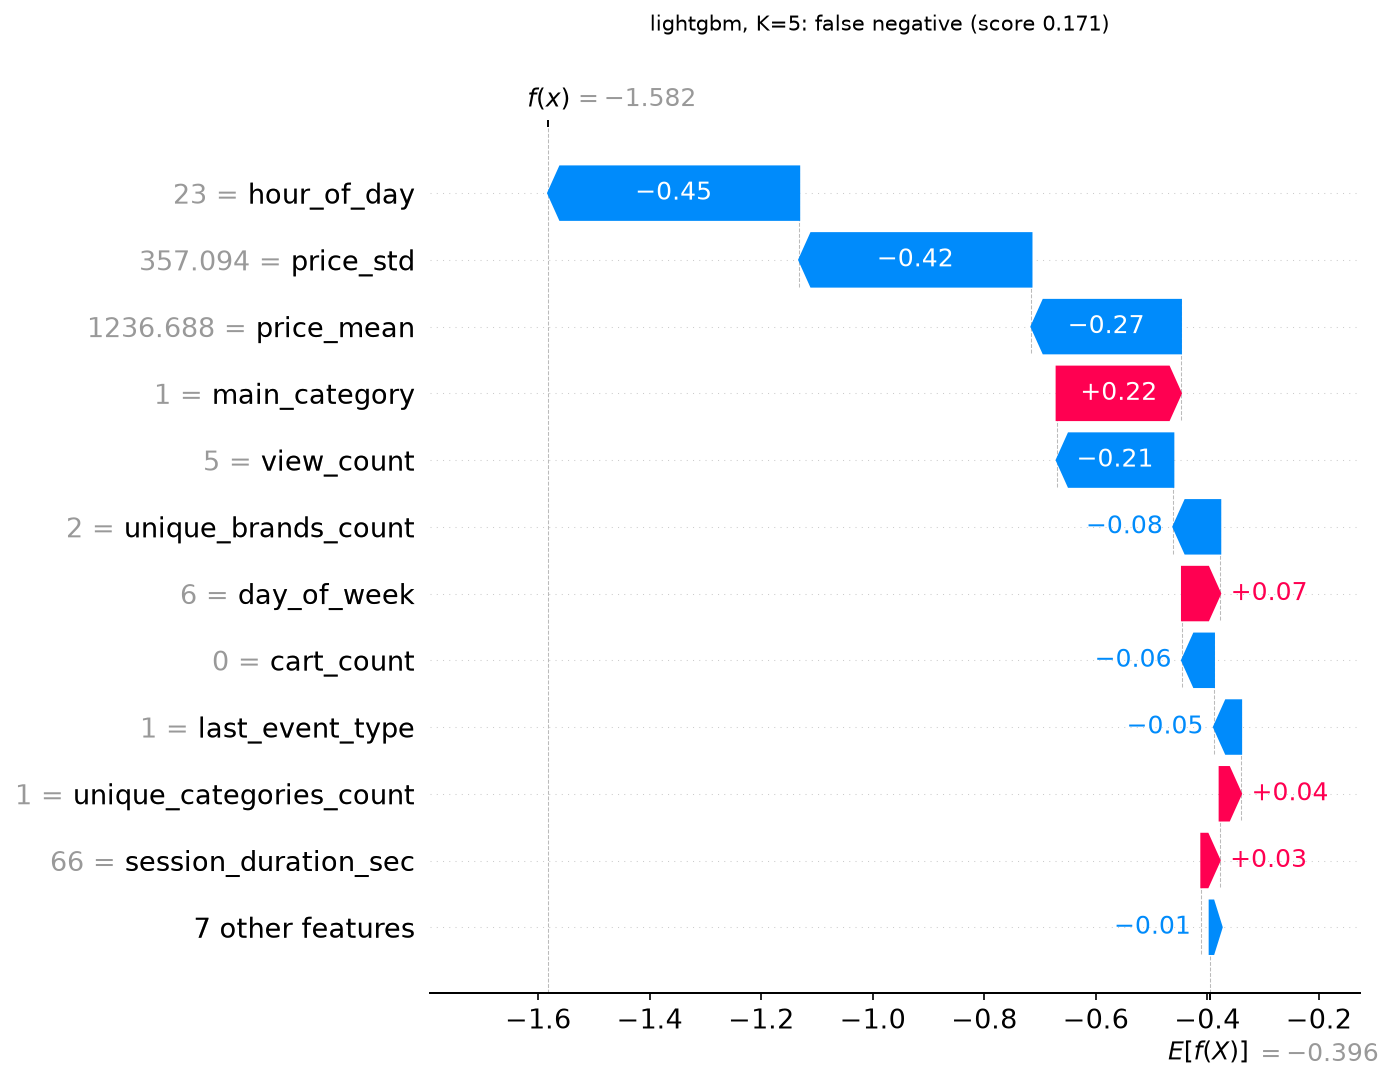 lightgbm, K=5: false negative (score 0.171)
f(x) = −1.582
23 = hour_of_day −0.45
357.094 = price_std −0.42
1236.688 = price_mean −0.27
1 = main_category +0.22
5 = view_count −0.21
2 = unique_brands_count −0.08
6 = day_of_week +0.07
0 = cart_count −0.06
1 = last_event_type −0.05
1 = unique_categories_count +0.04
66 = session_duration_sec +0.03
7 other features −0.01
−1.6 −1.4 −1.2 −1.0 −0.8 −0.6 −0.4 −0.2
E[f(X)] = −0.396